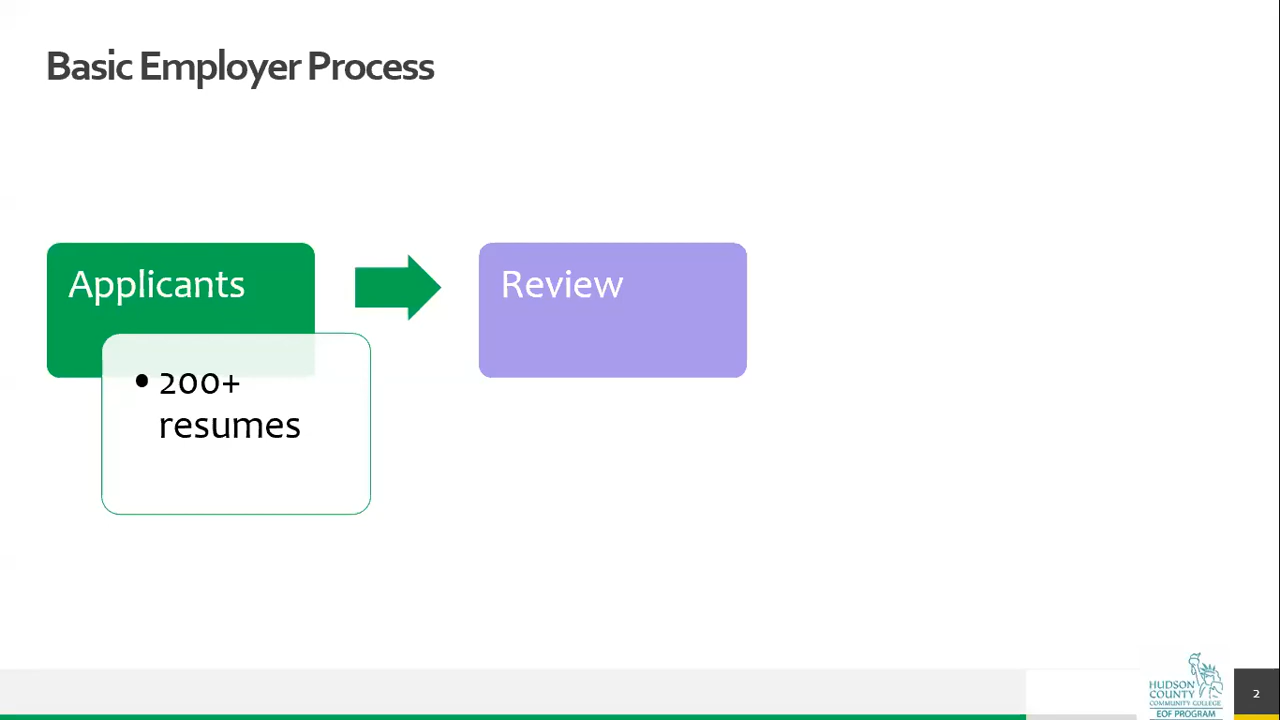 Basic Employer Process
Applicants
Review
• 200+
resumes
HUDSON
COUNTY
COMMUNITY COLLEGE
EOF PROGRAM
2